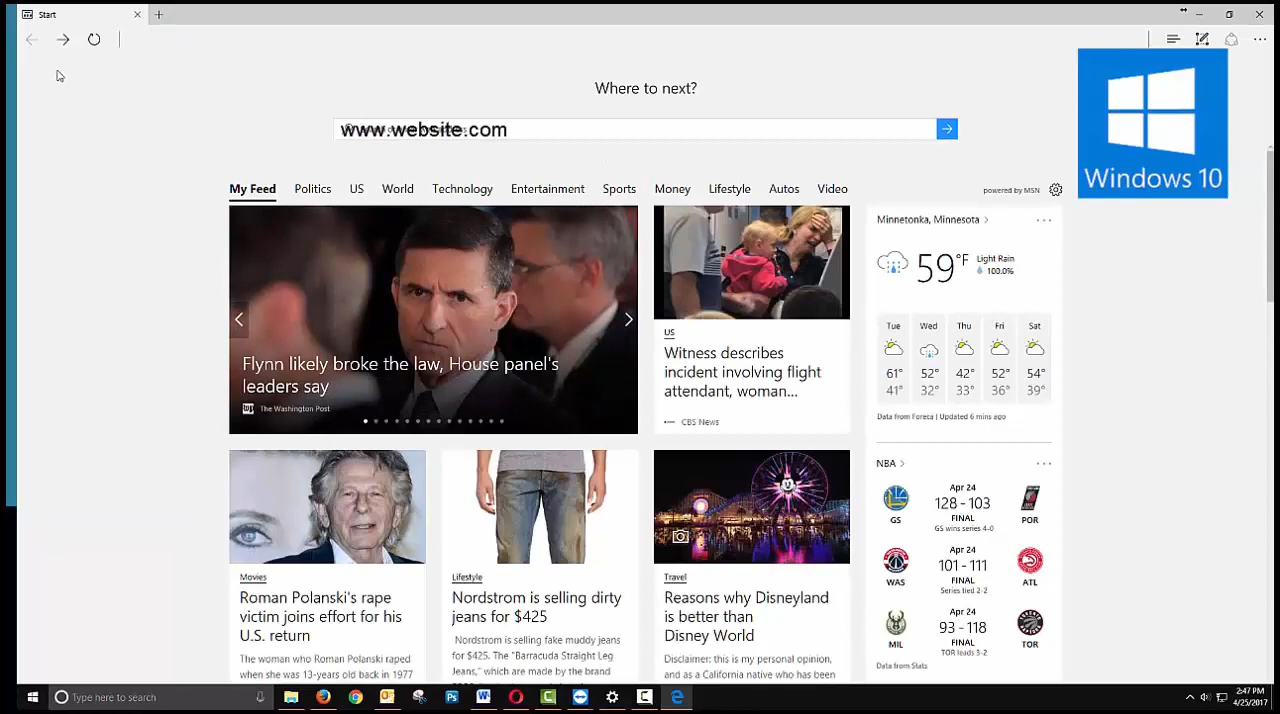 Start
Where to next?
www.website.com
Windows 10
My Feed Politics US World Technology Entertainment Sports Money Lifestyle Autos Video
powered by MSN
Flynn likely broke the law, House panel's
leaders say
The Washington Post
US
Witness describes
incident involving flight
attendant, woman...
CBS News
Minnetonka, Minnesota
59°F
Light Rain
100.0%
Tue Wed Thu Fri Sat
61° 52° 42° 52° 54°
41° 32° 33° 36° 39°
Data from Foreca | Updated 6 mins ago
NBA
Apr 24
128 - 103
GS FINAL POR
GS wins series 4-0
Apr 24
101 - 111
WAS FINAL ATL
Series tied 2-2
Apr 24
93 - 118
MIL FINAL TOR
TOR leads 3-2
Data from Stats
Movies
Roman Polanski's rape
victim joins effort for his
U.S. return
The woman who Roman Polanski raped
when she was 13-years old back in 1977
Lifestyle
Nordstrom is selling dirty
jeans for $425
Nordstrom is selling fake muddy jeans
for $425. The "Barracuda Straight Leg
Jeans," which are made by the brand
Travel
Reasons why Disneyland
is better than
Disney World
Disclaimer: this is my personal opinion,
and as a California native who has been
Type here to search
2:47 PM
4/25/2017